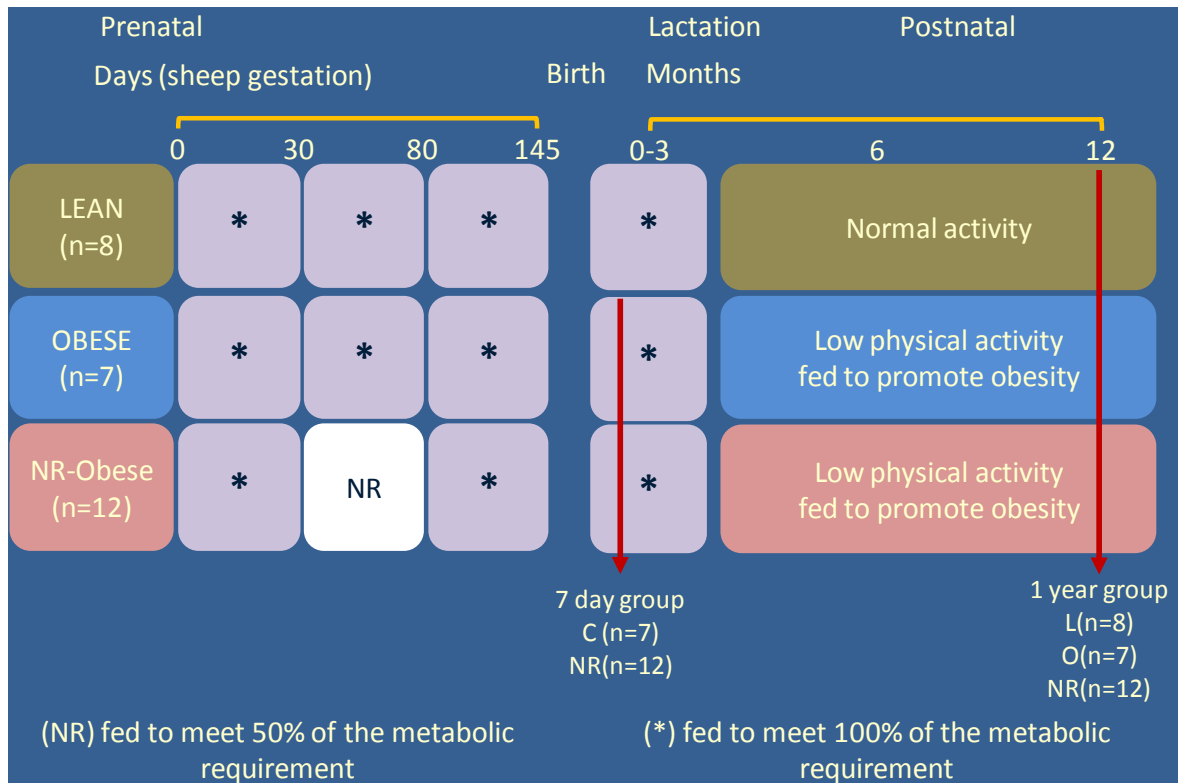 Prenatal
Lactation
Postnatal
Days (sheep gestation)
Birth
Months
0
30
80
145
0-3
6
12
LEAN
(n=8)
*
*
*
*
Normal activity
OBESE
(n=7)
*
*
*
*
Low physical activity
fed to promote obesity
NR-Obese
(n=12)
*
NR
*
*
Low physical activity
fed to promote obesity
7 day group
C (n=7)
NR(n=12)
1 year group
L(n=8)
O(n=7)
NR(n=12)
(NR) fed to meet 50% of the metabolic
requirement
(*) fed to meet 100% of the metabolic
requirement